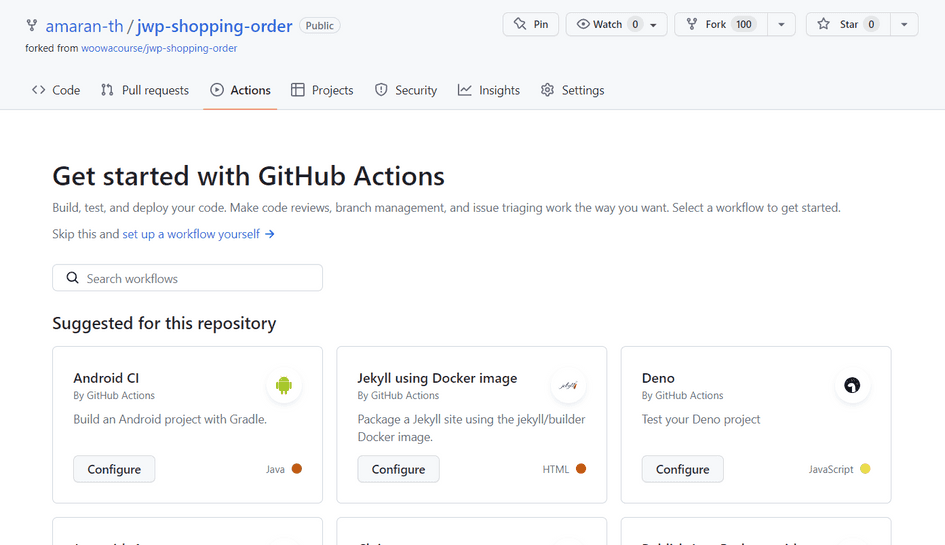 amaran-th / jwp-shopping-order Public
Pin
Watch 0
Fork 100
Star 0
forked from woowacourse/jwp-shopping-order
Code
Pull requests
Actions
Projects
Security
Insights
Settings
Get started with GitHub Actions
Build, test, and deploy your code. Make code reviews, branch management, and issue triaging work the way you want. Select a workflow to get started.
Skip this and set up a workflow yourself →
Search workflows
Suggested for this repository
Android CI
By GitHub Actions
Build an Android project with Gradle.
Configure
Java
Jekyll using Docker image
By GitHub Actions
Package a Jekyll site using the jekyll/builder
Docker image.
Configure
HTML
Deno
By GitHub Actions
Test your Deno project
Configure
JavaScript